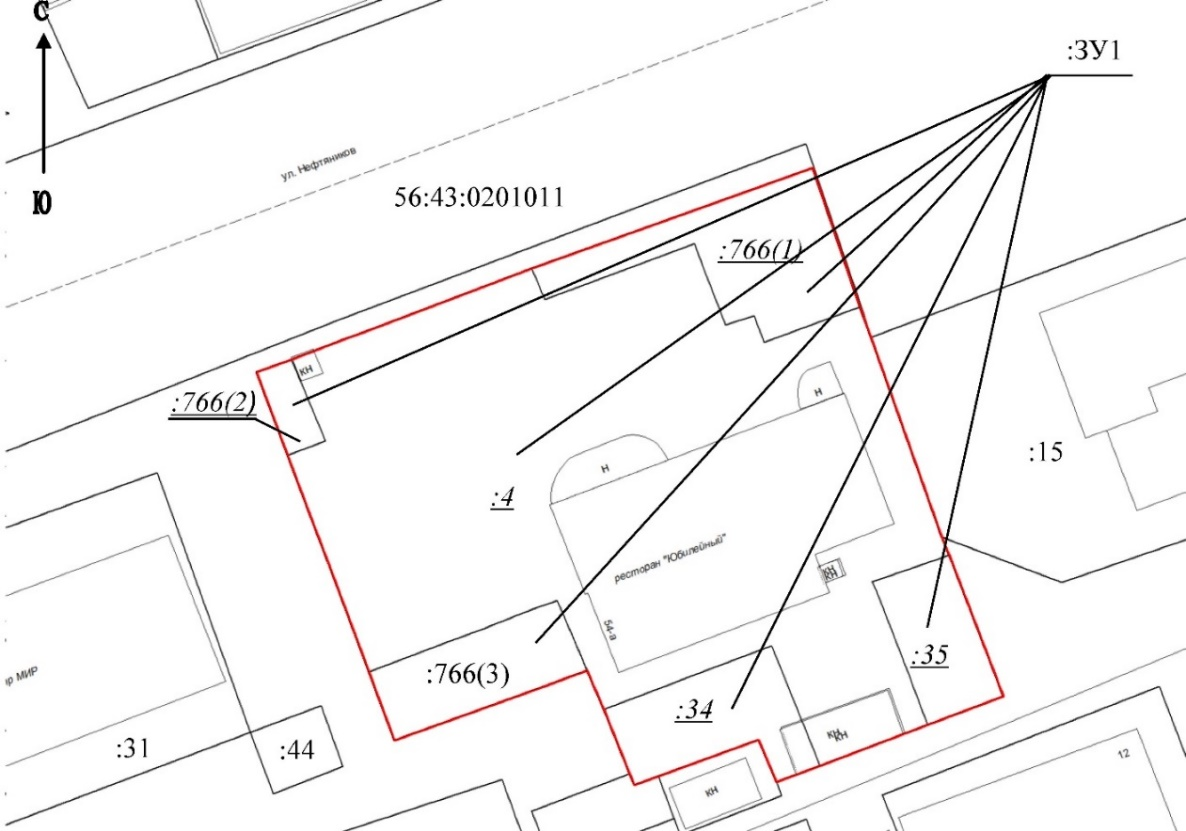 С
:ЗУ1
ул. Нефтяников
56:43:0201011
Ю
:766(1)
КН
:766(2)
Н
:15
Н
:4
ресторан "Юбилейный"
КН
КН
54-а
:35
:766(3)
р МИР
:34
КН
КН
:31
:44
12
КН